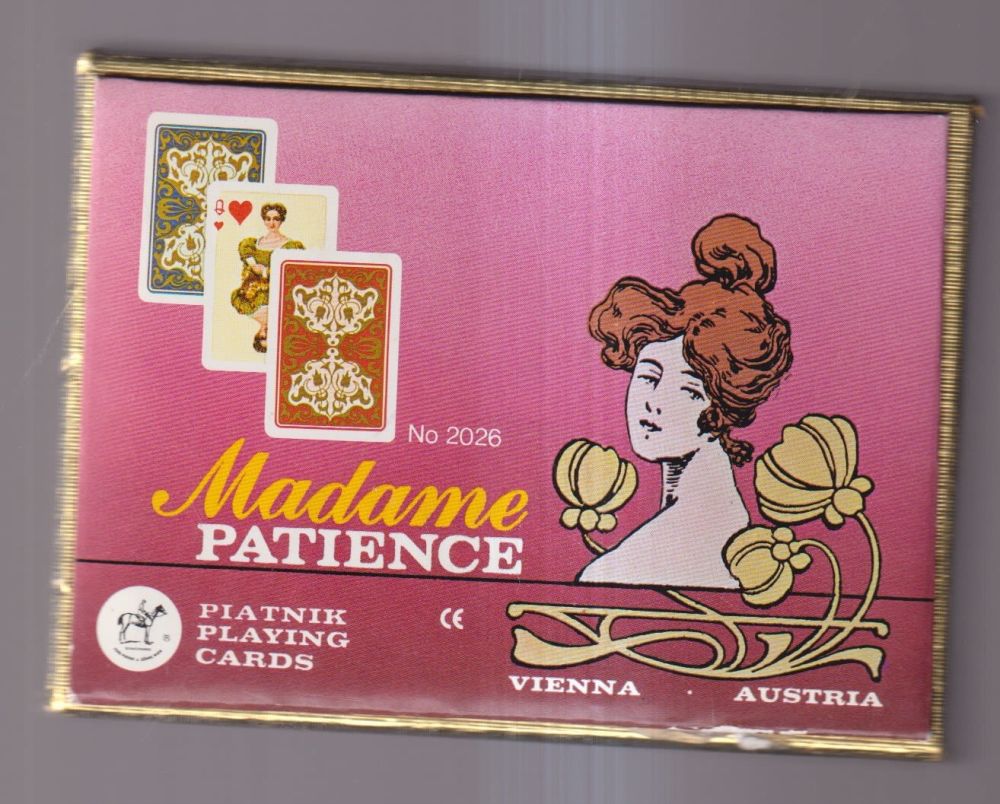 Q
No 2026
Madame
PATIENCE
PIATNIK
PLAYING
CARDS
®
CE
VIENNA · AUSTRIA